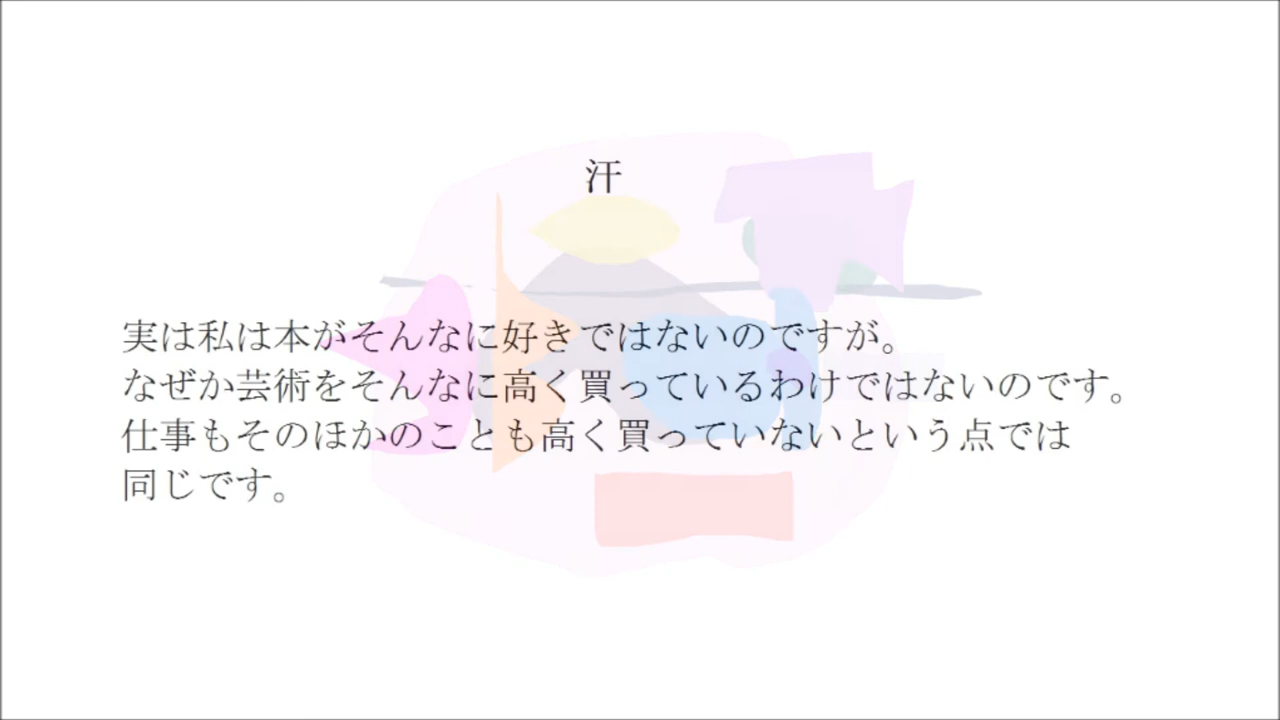 汗
実は私は本がそんなに好きではないのですが。
なぜか芸術をそんなに高く買っているわけではないのです。
仕事もそのほかのことも高く買っていないという点では
同じです。